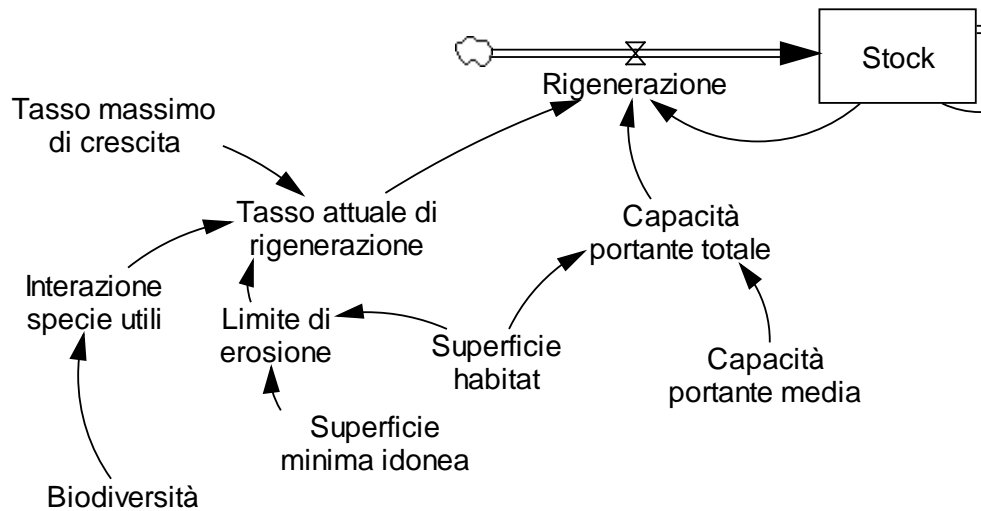 Stock
Rigenerazione
Tasso massimo
di crescita
Tasso attuale di
rigenerazione
Capacità
portante totale
Interazione
specie utili
Limite di
erosione
Superficie
habitat
Capacità
portante media
Superficie
minima idonea
Biodiversità